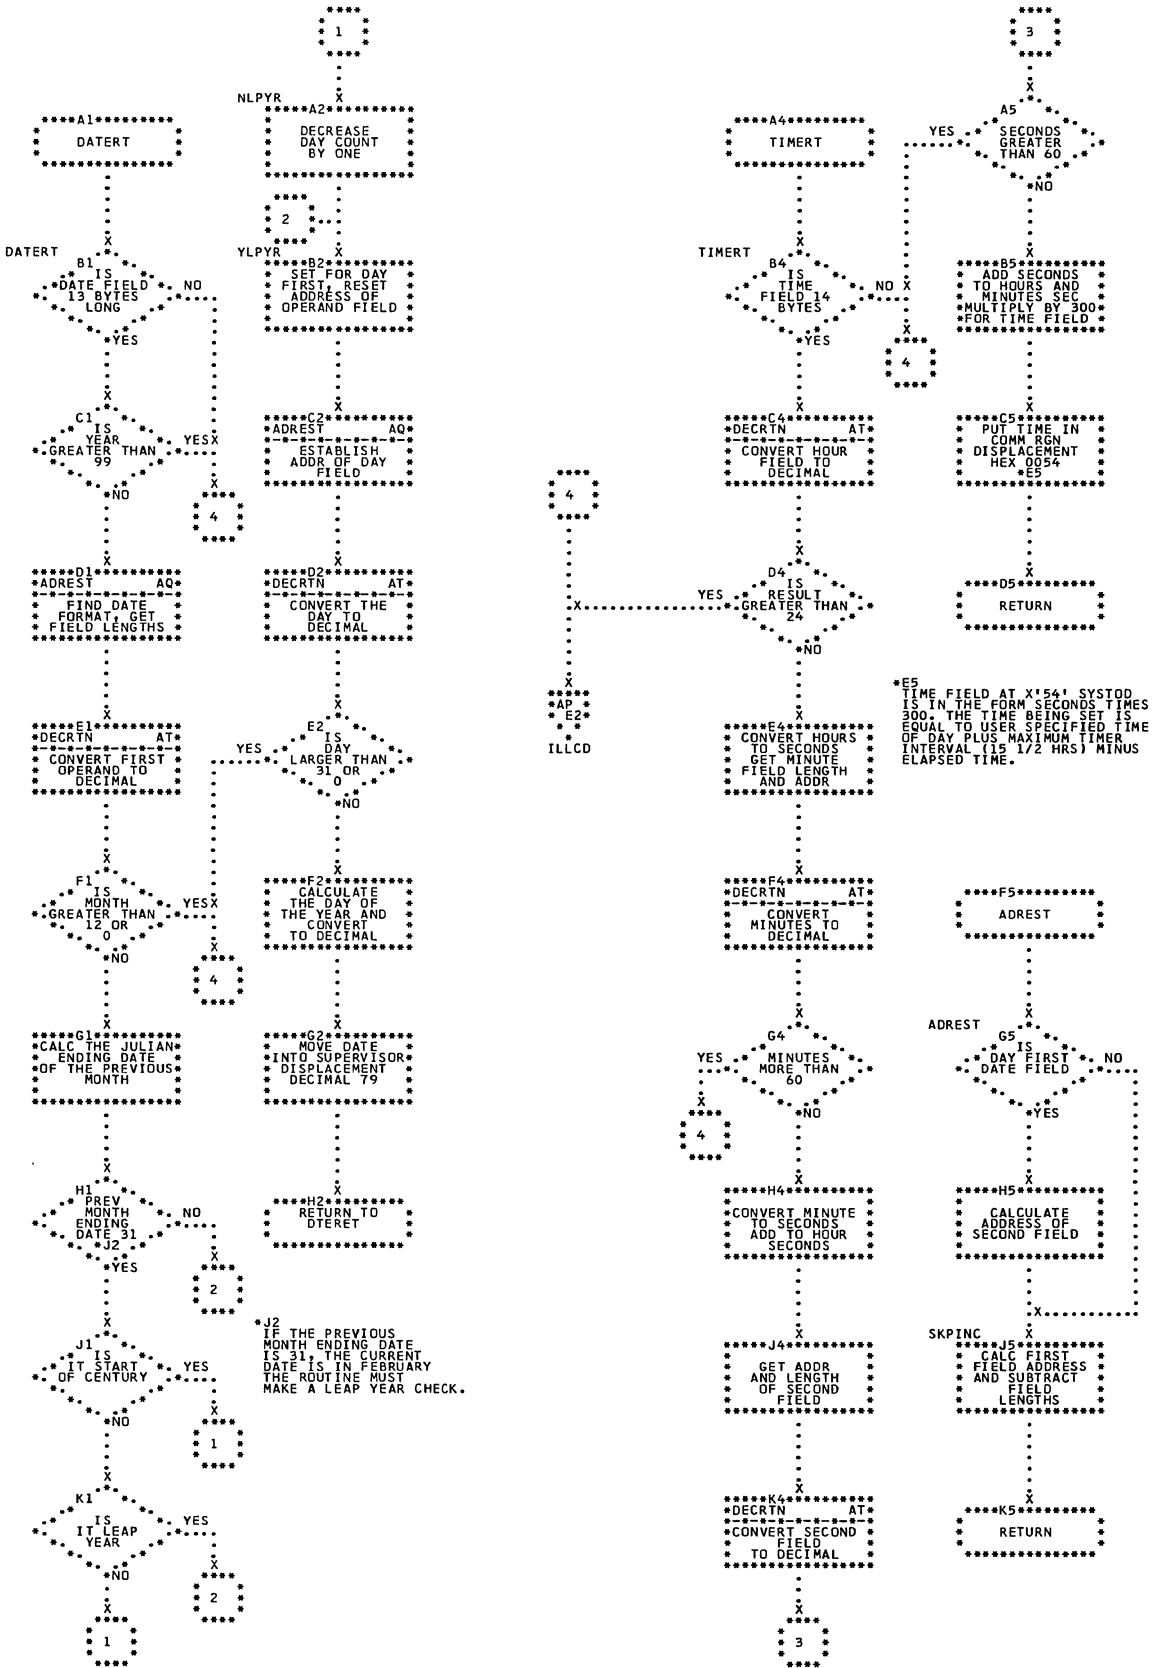 1
NLPYR
A2
DECREASE
DAY COUNT
BY ONE
A1
DATERT
2
DATERT
B1
IS
DATE FIELD
13 BYTES
LONG
NO
YES
YLPYR
B2
SET FOR DAY
FIRST, RESET
ADDRESS OF
OPERAND FIELD
C1
IS
YEAR
GREATER THAN
99
YES
NO
4
C2
ADREST AQ
ESTABLISH
ADDR OF DAY
FIELD
D1
ADREST AQ
FIND DATE
FORMAT, GET
FIELD LENGTHS
D2
DECRTN AT
CONVERT THE
DAY TO
DECIMAL
E1
DECRTN AT
CONVERT FIRST
OPERAND TO
DECIMAL
E2
IS
DAY
LARGER THAN
31 OR
0
YES
NO
F1
IS
MONTH
GREATER THAN
12 OR
0
YES
NO
4
F2
CALCULATE
THE DAY OF
THE YEAR AND
CONVERT
TO DECIMAL
G1
CALC THE JULIAN
ENDING DATE
OF THE PREVIOUS
MONTH
G2
MOVE DATE
INTO SUPERVISOR
DISPLACEMENT
DECIMAL 79
H1
PREV
MONTH
ENDING
DATE 31
*J2
NO
YES
2
H2
RETURN TO
DTERET
J1
IS
IT START
OF CENTURY
YES
NO
1
*J2
IF THE PREVIOUS
MONTH ENDING DATE
IS 31, THE CURRENT
DATE IS IN FEBRUARY
THE ROUTINE MUST
MAKE A LEAP YEAR CHECK.
K1
IS
IT LEAP
YEAR
YES
NO
2
1
3
A4
TIMERT
A5
SECONDS
GREATER
THAN 60
YES
NO
TIMERT
B4
IS
TIME
FIELD 14
BYTES
NO
YES
4
B5
ADD SECONDS
TO HOURS AND
MINUTES SEC
MULTIPLY BY 300
FOR TIME FIELD
C4
DECRTN AT
CONVERT HOUR
FIELD TO
DECIMAL
C5
PUT TIME IN
COMM RGN
DISPLACEMENT
HEX 0054
*E5
4
D4
IS
RESULT
GREATER THAN
24
YES
NO
D5
RETURN
AP
E2
ILLCD
*E5
TIME FIELD AT X'54' SYSTOD
IS IN THE FORM SECONDS TIMES
300. THE TIME BEING SET IS
EQUAL TO USER SPECIFIED TIME
OF DAY PLUS MAXIMUM TIMER
INTERVAL (15 1/2 HRS) MINUS
ELAPSED TIME.
E4
CONVERT HOURS
TO SECONDS
GET MINUTE
FIELD LENGTH
AND ADDR
F4
DECRTN AT
CONVERT
MINUTES TO
DECIMAL
F5
ADREST
G4
MINUTES
MORE THAN
60
YES
NO
4
ADREST
G5
IS
DAY FIRST
DATE FIELD
NO
YES
H4
CONVERT MINUTE
TO SECONDS
ADD TO HOUR
SECONDS
H5
CALCULATE
ADDRESS OF
SECOND FIELD
J4
GET ADDR
AND LENGTH
OF SECOND
FIELD
SKPINC
J5
CALC FIRST
FIELD ADDRESS
AND SUBTRACT
FIELD
LENGTHS
K4
DECRTN AT
CONVERT SECOND
FIELD
TO DECIMAL
K5
RETURN
3